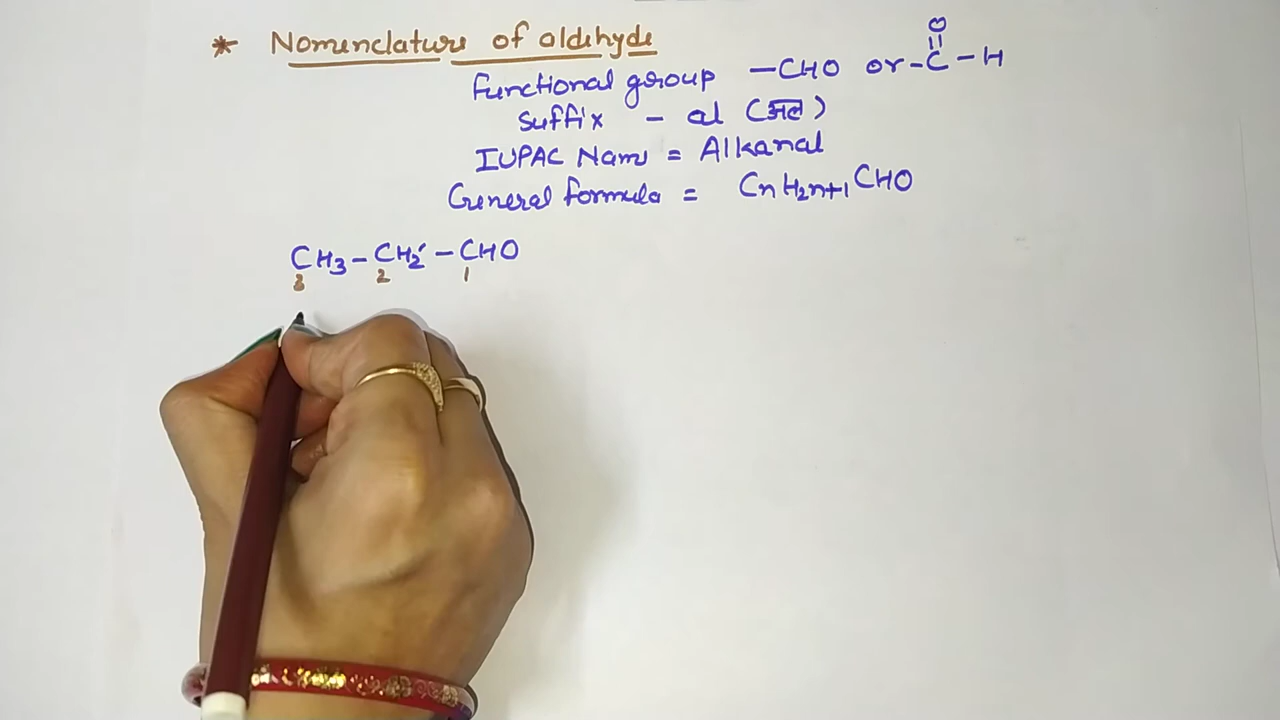 * Nomenclature of aldehyde
Functional group —CHO or -C-H
O
||
Suffix - al (अल)
IUPAC Name = Alkanal
General formula = CnH2n+1CHO
CH3-CH2-CHO
3 2 1